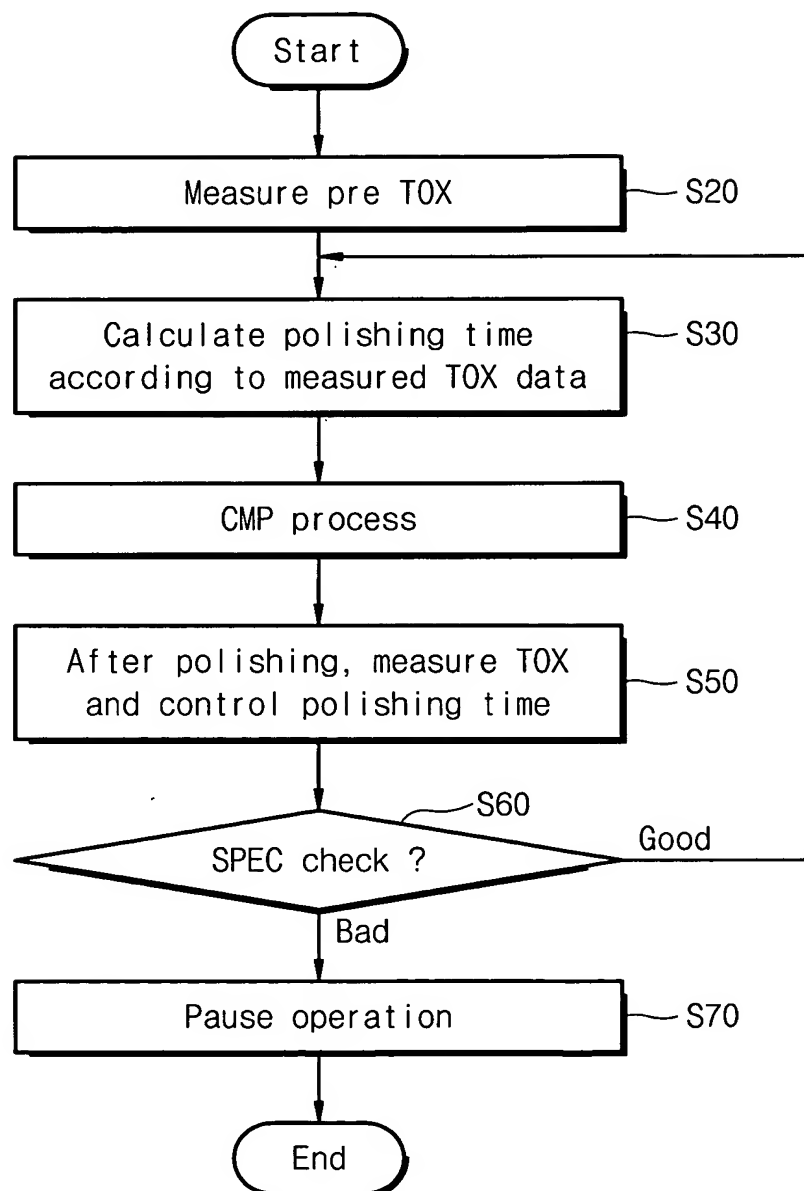 Start
Measure pre TOX
S20
Calculate polishing time
according to measured TOX data
S30
CMP process
S40
After polishing, measure TOX
and control polishing time
S50
S60
SPEC check ?
Good
Bad
Pause operation
S70
End